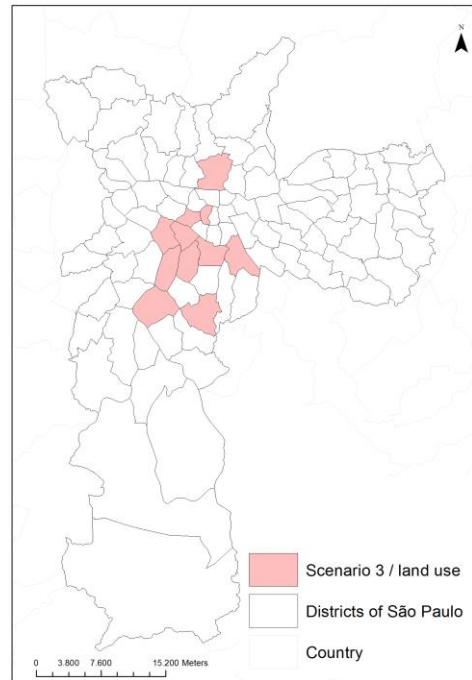 N
Scenario 3 / land use
Districts of São Paulo
Country
0 3.800 7.600 15.200 Meters